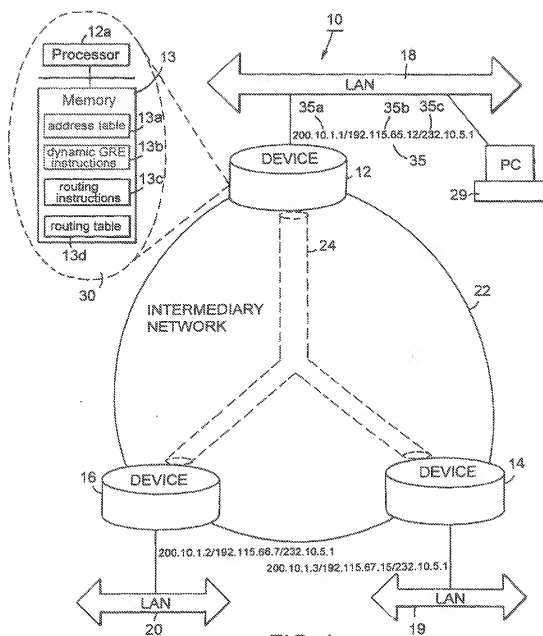 10
12a
Processor
13
18
LAN
Memory
35a
35b
35c
address table
13a
200.10.1.1/192.115.65.12/232.10.5.1
dynamic GRE
instructions
13b
35
DEVICE
PC
routing
instructions
13c
12
29
routing table
13d
24
30
INTERMEDIARY
NETWORK
22
16
DEVICE
DEVICE
14
200.10.1.2/192.115.66.7/232.10.5.1
200.10.1.3/192.115.67.15/232.10.5.1
LAN
LAN
20
19